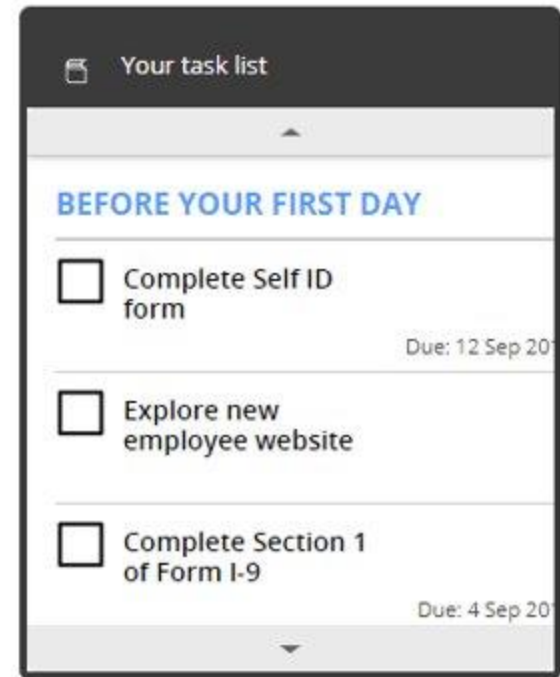 Your task list
BEFORE YOUR FIRST DAY
Complete Self ID
form
Due: 12 Sep
Explore new
employee website
Complete Section 1
of Form I-9
Due: 4 Sep